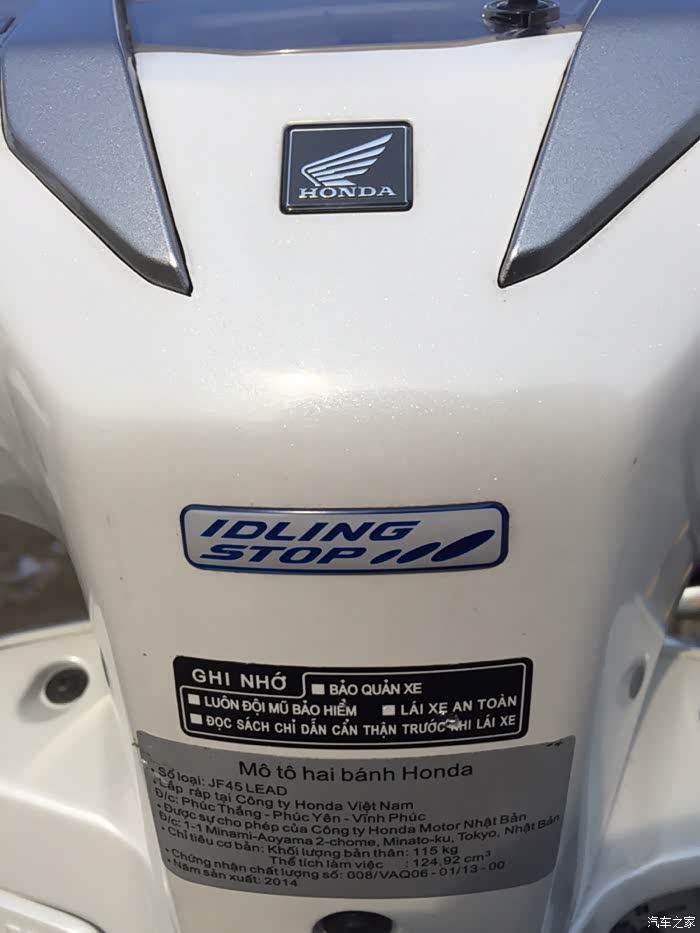 HONDA
IDLING
STOP
GHI NHỚ
BẢO QUẢN XE
LUÔN ĐỘI MŨ BẢO HIỂM
LÁI XE AN TOÀN
ĐỌC SÁCH CHỈ DẪN CẨN THẬN TRƯỚC KHI LÁI XE
Mô tô hai bánh Honda
• Số loại: JF45 LEAD
• Lắp ráp tại Công ty Honda Việt Nam
Đ/c: Phúc Thắng - Phúc Yên - Vĩnh Phúc
• Được sự cho phép của Công ty Honda Motor Nhật Bản
Đ/c: 1-1 Minami-Aoyama 2-chome, Minato-ku, Tokyo, Nhật Bản
• Chỉ tiêu cơ bản: Khối lượng bản thân: 115 kg
Thể tích làm việc : 124,92 cm³
• Chứng nhận chất lượng số: 008/VAQ06 - 01/13 - 00
• Năm sản xuất: 2014
汽车之家